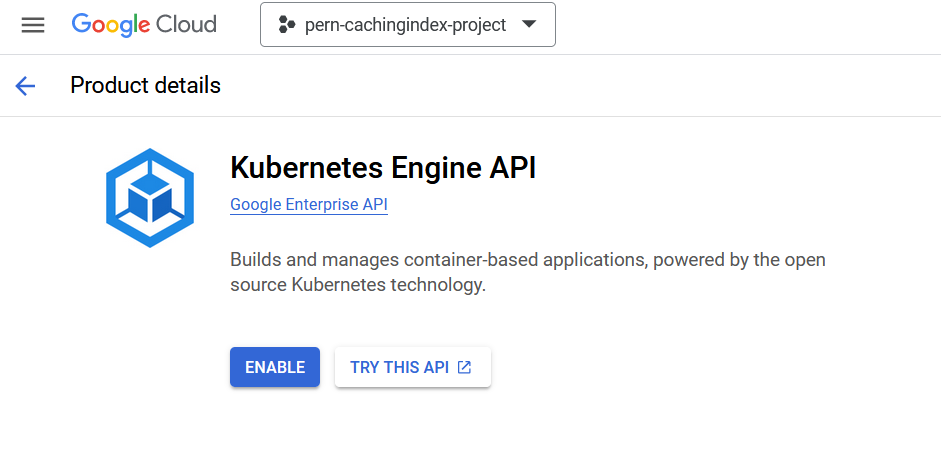 Google Cloud
pern-cachingindex-project
Product details
Kubernetes Engine API
Google Enterprise API
Builds and manages container-based applications, powered by the open
source Kubernetes technology.
ENABLE
TRY THIS API